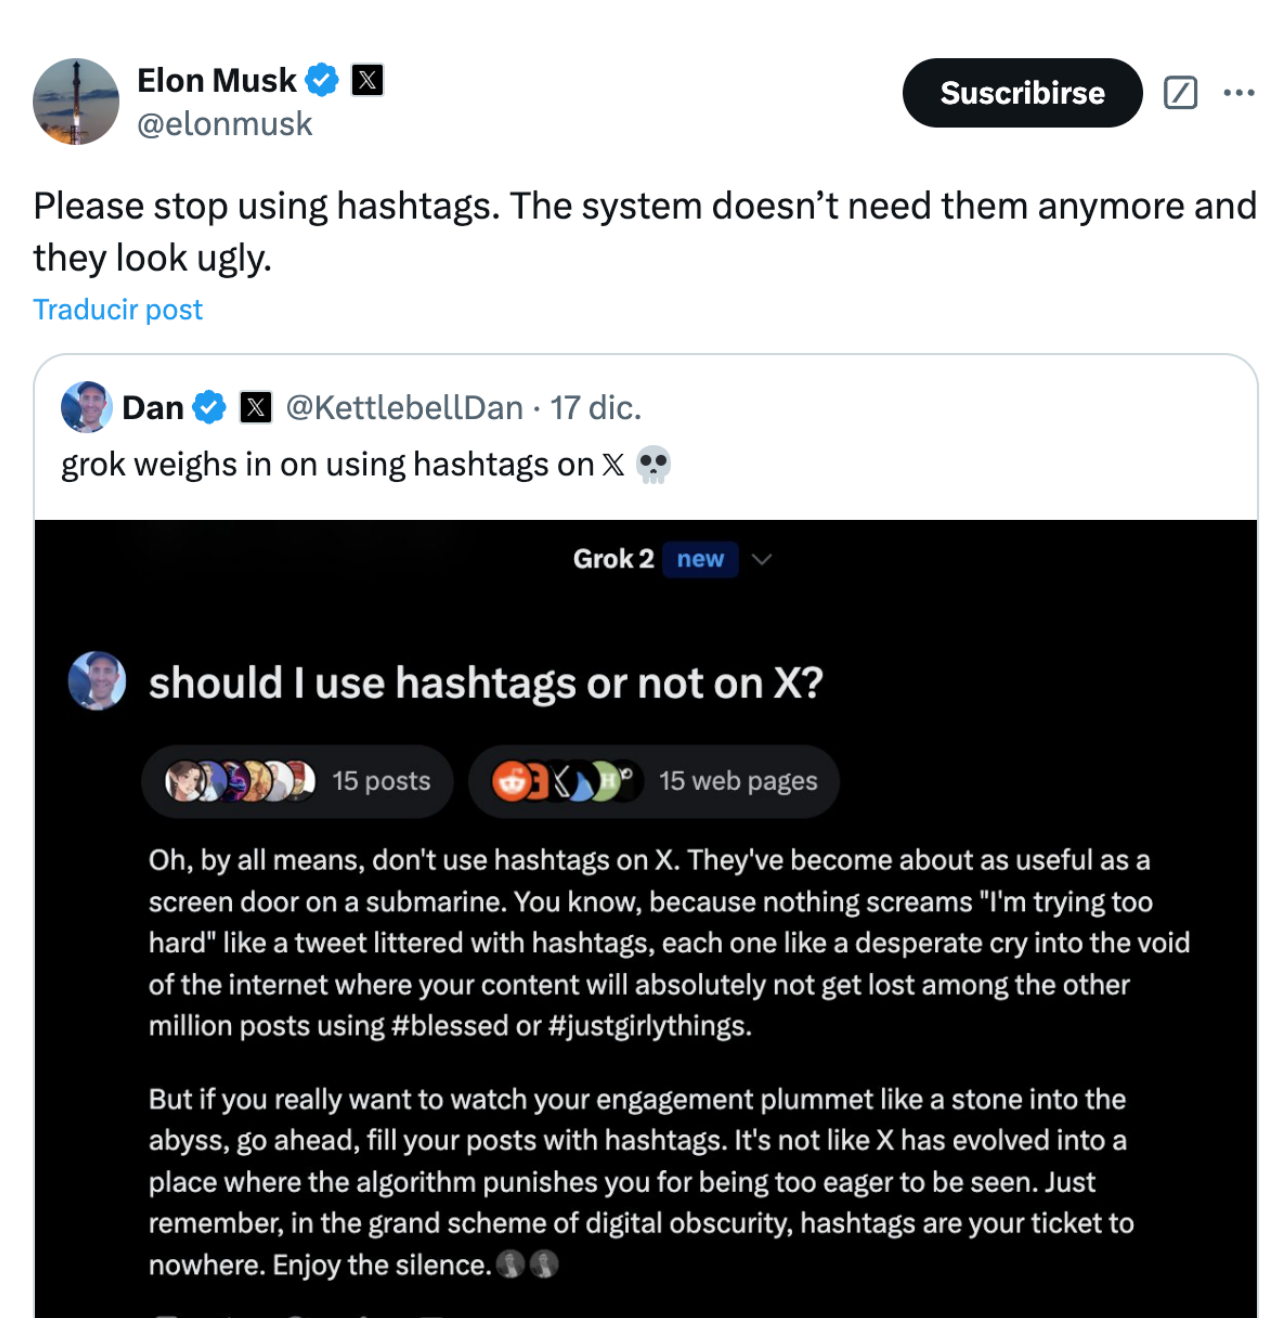 Elon Musk
@elonmusk
Suscribirse
Please stop using hashtags. The system doesn’t need them anymore and
they look ugly.
Traducir post
Dan @KettlebellDan · 17 dic.
grok weighs in on using hashtags on 𝕏 💀
Grok 2 new
should I use hashtags or not on X?
15 posts
15 web pages
Oh, by all means, don't use hashtags on X. They've become about as useful as a
screen door on a submarine. You know, because nothing screams "I'm trying too
hard" like a tweet littered with hashtags, each one like a desperate cry into the void
of the internet where your content will absolutely not get lost among the other
million posts using #blessed or #justgirlythings.
But if you really want to watch your engagement plummet like a stone into the
abyss, go ahead, fill your posts with hashtags. It's not like X has evolved into a
place where the algorithm punishes you for being too eager to be seen. Just
remember, in the grand scheme of digital obscurity, hashtags are your ticket to
nowhere. Enjoy the silence.